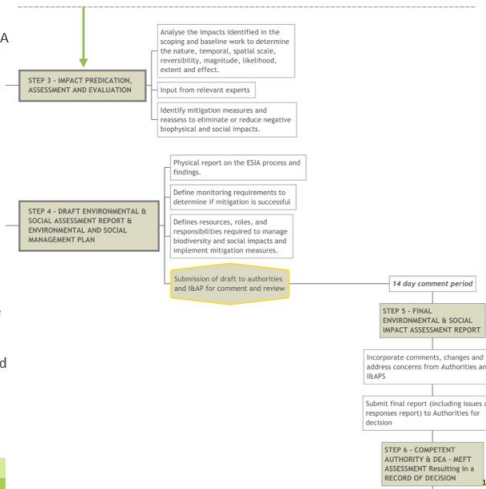 A
Analyse the impacts identified in the
scoping and baseline work to determine
the nature, temporal, spatial scale,
reversibility, magnitude, likelihood,
extent and effect.
STEP 3 - IMPACT PREDICATION,
ASSESSMENT AND EVALUATION
Input from relevant experts
Identify mitigation measures and
reassess to eliminate or reduce negative
biophysical and social impacts.
Physical report on the ESIA process and
findings.
Define monitoring requirements to
determine if mitigation is successful
STEP 4 - DRAFT ENVIRONMENTAL &
SOCIAL ASSESSMENT REPORT &
ENVIRONMENTAL AND SOCIAL
MANAGEMENT PLAN
Defines resources, roles, and
responsibilities required to manage
biodiversity and social impacts and
implement mitigation measures.
Submission of draft to authorities
and I&AP for comment and review
14 day comment period
STEP 5 - FINAL
ENVIRONMENTAL & SOCIAL
IMPACT ASSESSMENT REPORT
Incorporate comments, changes and
address concerns from Authorities an
I&APS
d
Submit final report (including issues a
responses report) to Authorities for
decision
STEP 6 - COMPETENT
AUTHORITY & DEA - MEFT
ASSESSMENT Resulting in a
RECORD OF DECISION
1